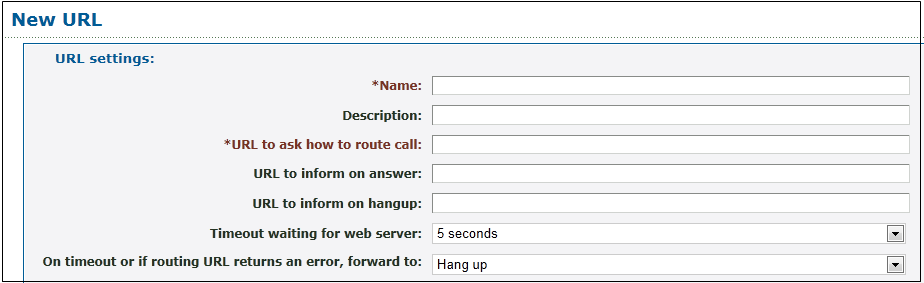 New URL
URL settings:
*Name:
Description:
*URL to ask how to route call:
URL to inform on answer:
URL to inform on hangup:
Timeout waiting for web server: 5 seconds
On timeout or if routing URL returns an error, forward to: Hang up